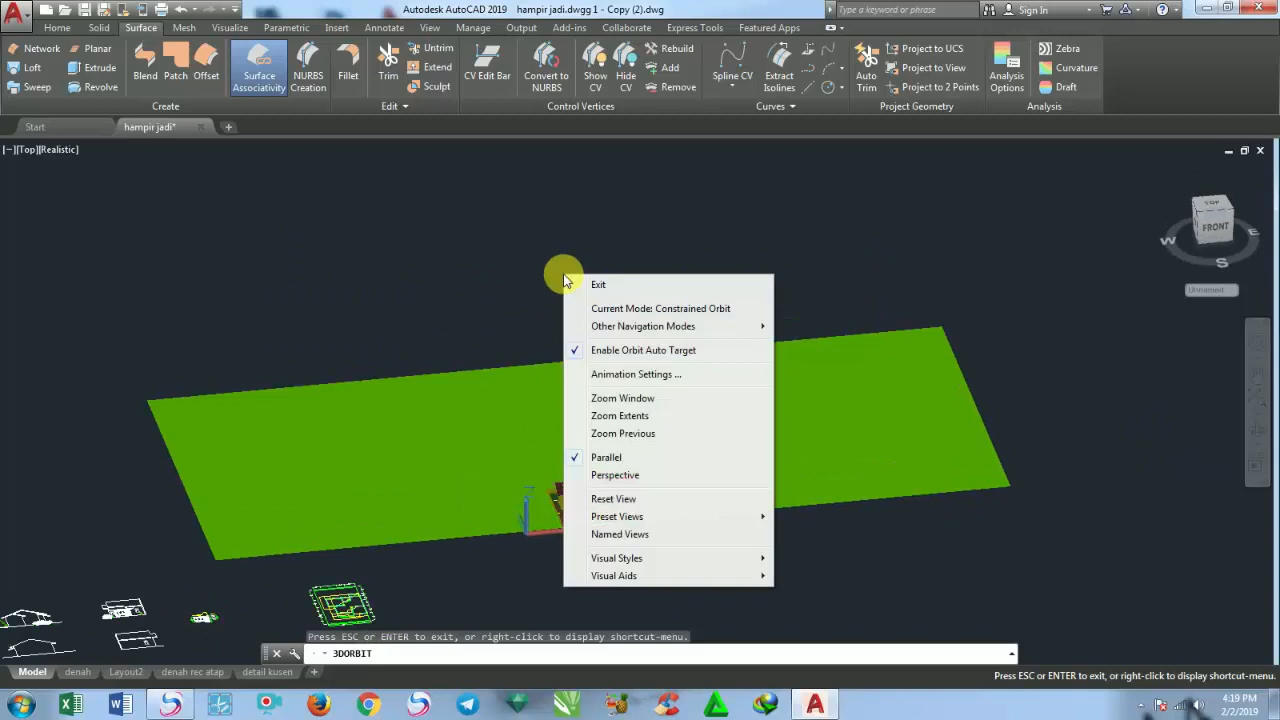 Autodesk AutoCAD 2019 hampir jadi.dwgg 1 - Copy (2).dwg
Type a keyword or phrase
Sign In
Home Solid Surface Mesh Visualize Parametric Insert Annotate View Manage Output Add-ins Collaborate Express Tools Featured Apps
Network Planar
Loft Extrude
Sweep Revolve
Blend Patch Offset
Surface
Associativity
NURBS
Creation
Fillet
Trim
Untrim
Extend
Sculpt
CV Edit Bar
Convert to
NURBS
Show
CV
Hide
CV
Rebuild
Add
Remove
Spline CV
Extract
Isolines
Auto
Trim
Project to UCS
Project to View
Project to 2 Points
Analysis
Options
Zebra
Curvature
Draft
Create Edit Control Vertices Curves Project Geometry Analysis
Start hampir jadi*
[−][Top][Realistic]
TOP
FRONT
W E
S
Unnamed
Exit
Current Mode: Constrained Orbit
Other Navigation Modes
Enable Orbit Auto Target
Animation Settings ...
Zoom Window
Zoom Extents
Zoom Previous
Parallel
Perspective
Reset View
Preset Views
Named Views
Visual Styles
Visual Aids
Press ESC or ENTER to exit, or right-click to display shortcut-menu.
3DORBIT
Model denah Layout2 denah rec atap detail kusen
Press ESC or ENTER to exit, or right-click to display shortcut-menu.
4:19 PM
2/2/2019